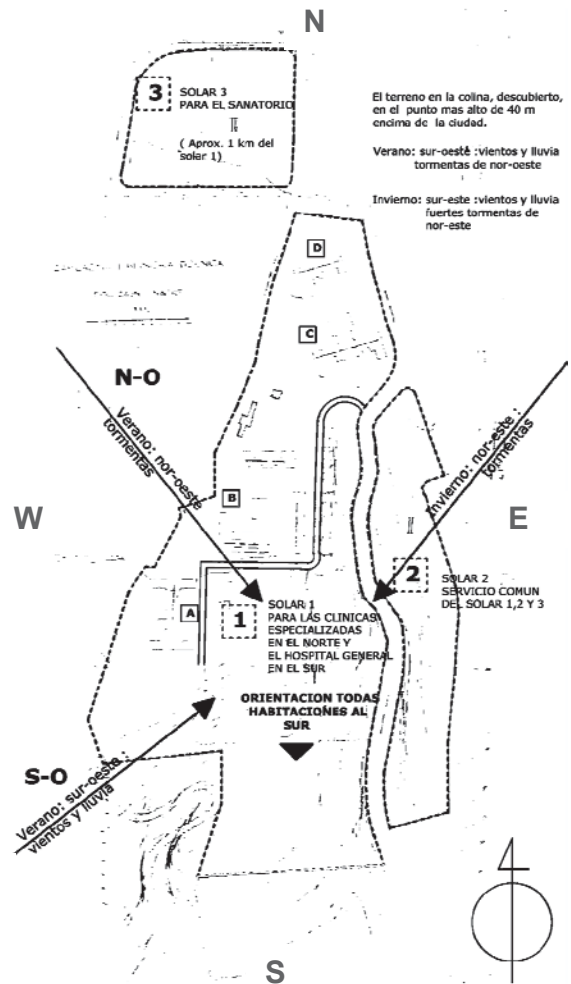 N
3
SOLAR 3
PARA EL SANATORIO
( Aprox. 1 km del
solar 1)
El terreno en la colina, descubierto,
en el punto mas alto de 40 m
encima de la ciudad.
Verano: sur-oeste :vientos y lluvia
tormentas de nor-oeste
Invierno: sur-este :vientos y lluvia
fuertes tormentas de
nor-este
D
C
N-O
Verano: nor-oeste
tormentas
Invierno: nor-este :
tormentas
W
B
E
2
SOLAR 2
SERVICIO COMUN
DEL SOLAR 1,2 Y 3
A
1
SOLAR 1
PARA LAS CLINICAS
ESPECIALIZADAS
EN EL NORTE Y
EL HOSPITAL GENERAL
EN EL SUR
ORIENTACION TODAS
HABITACIONES AL
SUR
S-O
Verano: sur-oeste :
vientos y lluvia
S